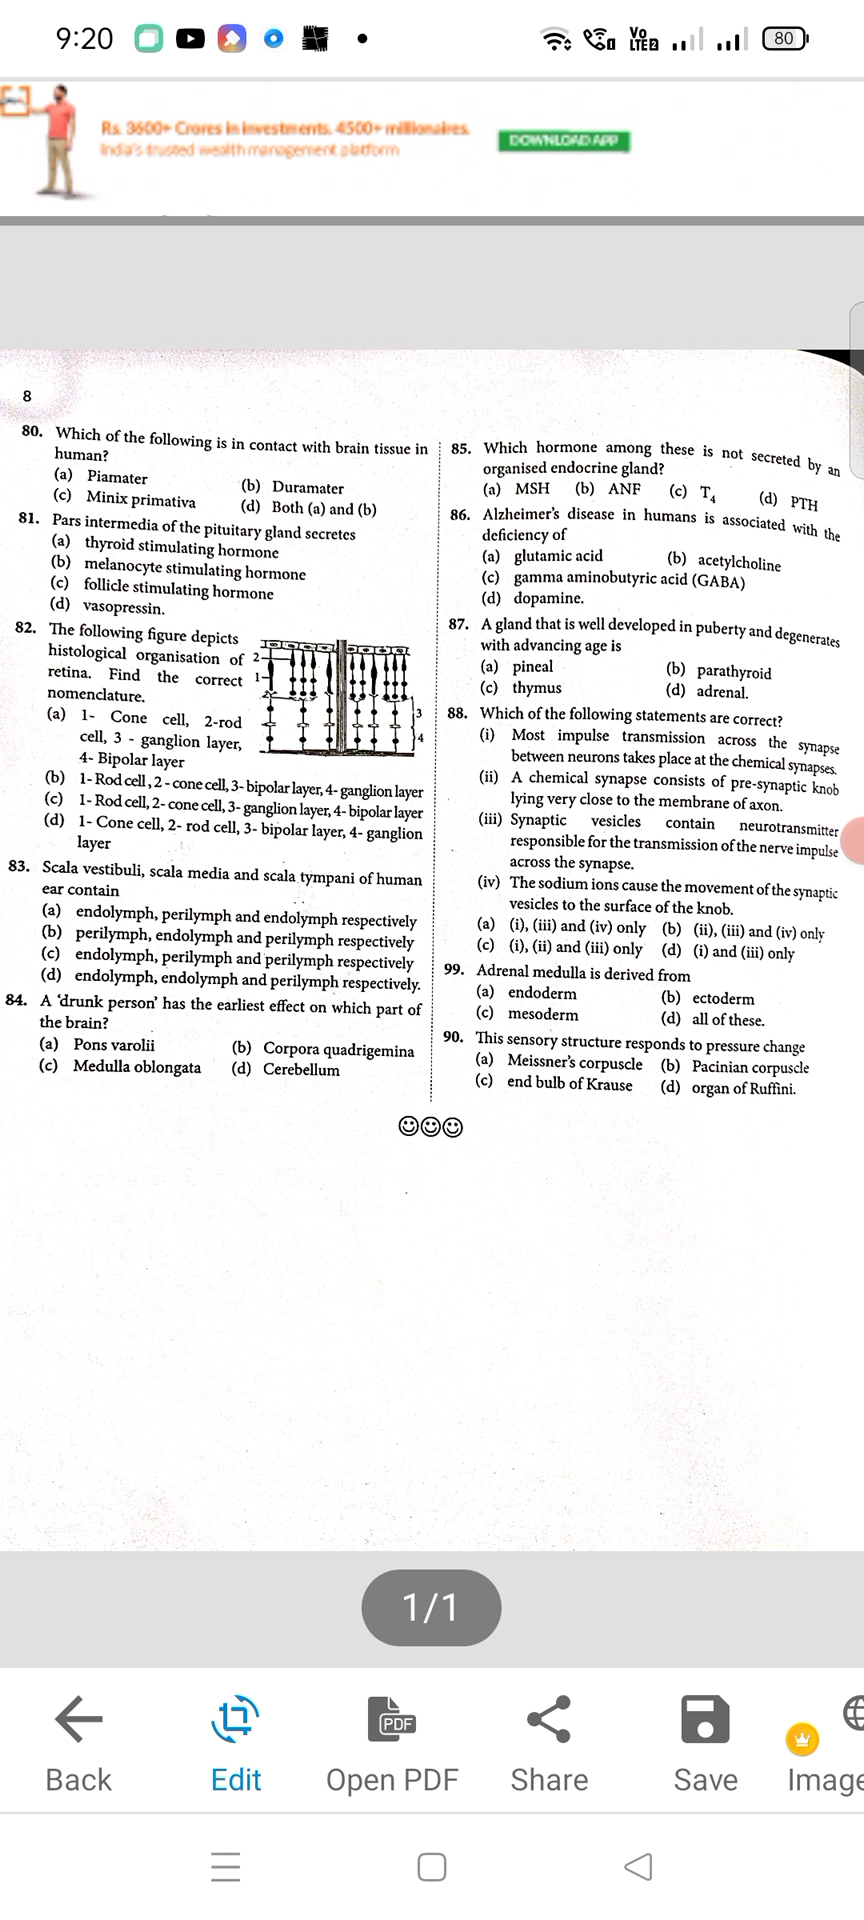 9:20
Vo
LTE 2
80
Rs. 3600+ Crores in investments. 4500+ millionaires.
India's trusted wealth management platform
DOWNLOAD APP
8
80. Which of the following is in contact with brain tissue in
human?
(a) Piamater (b) Duramater
(c) Minix primativa (d) Both (a) and (b)
81. Pars intermedia of the pituitary gland secretes
(a) thyroid stimulating hormone
(b) melanocyte stimulating hormone
(c) follicle stimulating hormone
(d) vasopressin.
82. The following figure depicts
histological organisation of
retina. Find the correct
nomenclature.
2
1
3
4
(a) 1- Cone cell, 2-rod
cell, 3 - ganglion layer,
4- Bipolar layer
(b) 1- Rod cell, 2 - cone cell, 3- bipolar layer, 4- ganglion layer
(c) 1- Rod cell, 2- cone cell, 3- ganglion layer, 4- bipolar layer
(d) 1- Cone cell, 2- rod cell, 3- bipolar layer, 4- ganglion
layer
83. Scala vestibuli, scala media and scala tympani of human
ear contain
(a) endolymph, perilymph and endolymph respectively
(b) perilymph, endolymph and perilymph respectively
(c) endolymph, perilymph and perilymph respectively
(d) endolymph, endolymph and perilymph respectively.
84. A 'drunk person' has the earliest effect on which part of
the brain?
(a) Pons varolii (b) Corpora quadrigemina
(c) Medulla oblongata (d) Cerebellum
85. Which hormone among these is not secreted by an
organised endocrine gland?
(a) MSH (b) ANF (c) T4 (d) PTH
86. Alzheimer's disease in humans is associated with the
deficiency of
(a) glutamic acid (b) acetylcholine
(c) gamma aminobutyric acid (GABA)
(d) dopamine.
87. A gland that is well developed in puberty and degenerates
with advancing age is
(a) pineal (b) parathyroid
(c) thymus (d) adrenal.
88. Which of the following statements are correct?
(i) Most impulse transmission across the synapse
between neurons takes place at the chemical synapses.
(ii) A chemical synapse consists of pre-synaptic knob
lying very close to the membrane of axon.
(iii) Synaptic vesicles contain neurotransmitter
responsible for the transmission of the nerve impulse
across the synapse.
(iv) The sodium ions cause the movement of the synaptic
vesicles to the surface of the knob.
(a) (i), (iii) and (iv) only (b) (ii), (iii) and (iv) only
(c) (i), (ii) and (iii) only (d) (i) and (iii) only
99. Adrenal medulla is derived from
(a) endoderm (b) ectoderm
(c) mesoderm (d) all of these.
90. This sensory structure responds to pressure change
(a) Meissner's corpuscle (b) Pacinian corpuscle
(c) end bulb of Krause (d) organ of Ruffini.
1/1
PDF
Back Edit Open PDF Share Save Image